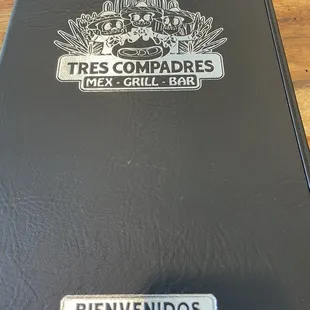 TRES COMPADRES
MEX - GRILL - BAR
BIENVENIDOS